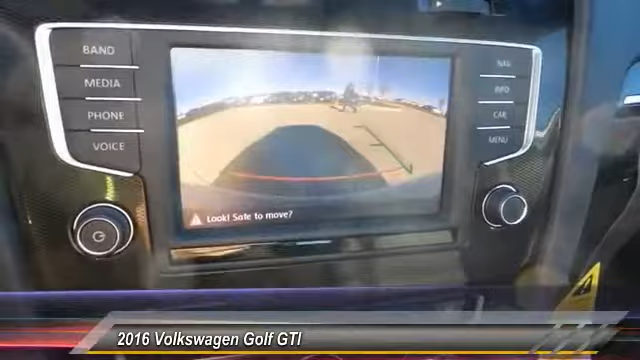 BAND
MEDIA
PHONE
VOICE
NAV
INFO
CAR
MENU
Look! Safe to move?
2016 Volkswagen Golf GTI